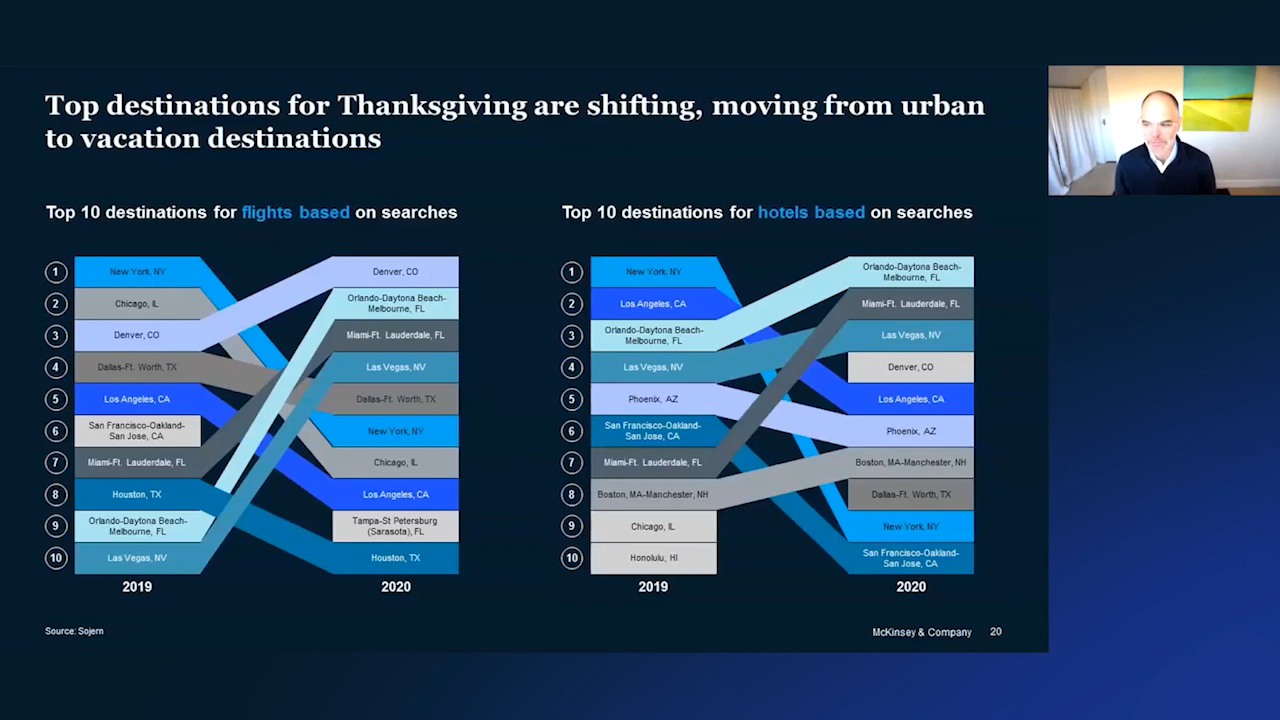 Top destinations for Thanksgiving are shifting, moving from urban
to vacation destinations
Top 10 destinations for flights based on searches
1
New York, NY
2
Chicago, IL
3
Denver, CO
4
Dallas-Ft. Worth, TX
5
Los Angeles, CA
6
San Francisco-Oakland-
San Jose, CA
7
Miami-Ft. Lauderdale, FL
8
Houston, TX
9
Orlando-Daytona Beach-
Melbourne, FL
10
Las Vegas, NV
2019
Denver, CO
Orlando-Daytona Beach-
Melbourne, FL
Miami-Ft. Lauderdale, FL
Las Vegas, NV
Dallas-Ft. Worth, TX
New York, NY
Chicago, IL
Los Angeles, CA
Tampa-St Petersburg
(Sarasota), FL
Houston, TX
2020
Top 10 destinations for hotels based on searches
1
New York, NY
2
Los Angeles, CA
3
Orlando-Daytona Beach-
Melbourne, FL
4
Las Vegas, NV
5
Phoenix, AZ
6
San Francisco-Oakland-
San Jose, CA
7
Miami-Ft. Lauderdale, FL
8
Boston, MA-Manchester, NH
9
Chicago, IL
10
Honolulu, HI
2019
Orlando-Daytona Beach-
Melbourne, FL
Miami-Ft. Lauderdale, FL
Las Vegas, NV
Denver, CO
Los Angeles, CA
Phoenix, AZ
Boston, MA-Manchester, NH
Dallas-Ft. Worth, TX
New York, NY
San Francisco-Oakland-
San Jose, CA
2020
Source: Sojern
McKinsey & Company 20